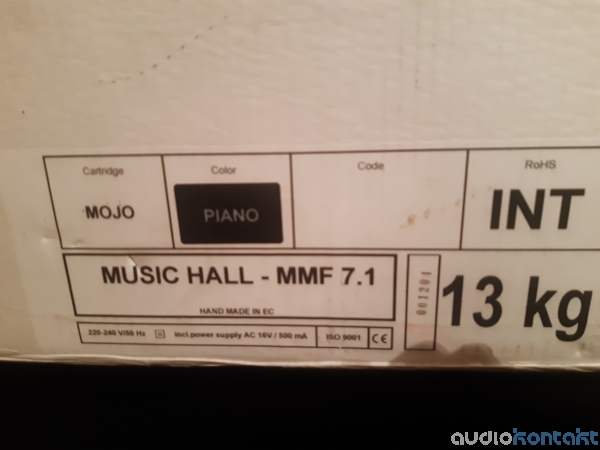 Cartridge
Color
Code
RoHS
MOJO
PIANO
INT
MUSIC HALL - MMF 7.1
HAND MADE IN EC
001204
13 kg
220-240 V/50 Hz
incl.power supply AC 16V / 500 mA
ISO 9001
CE
audiokontakt